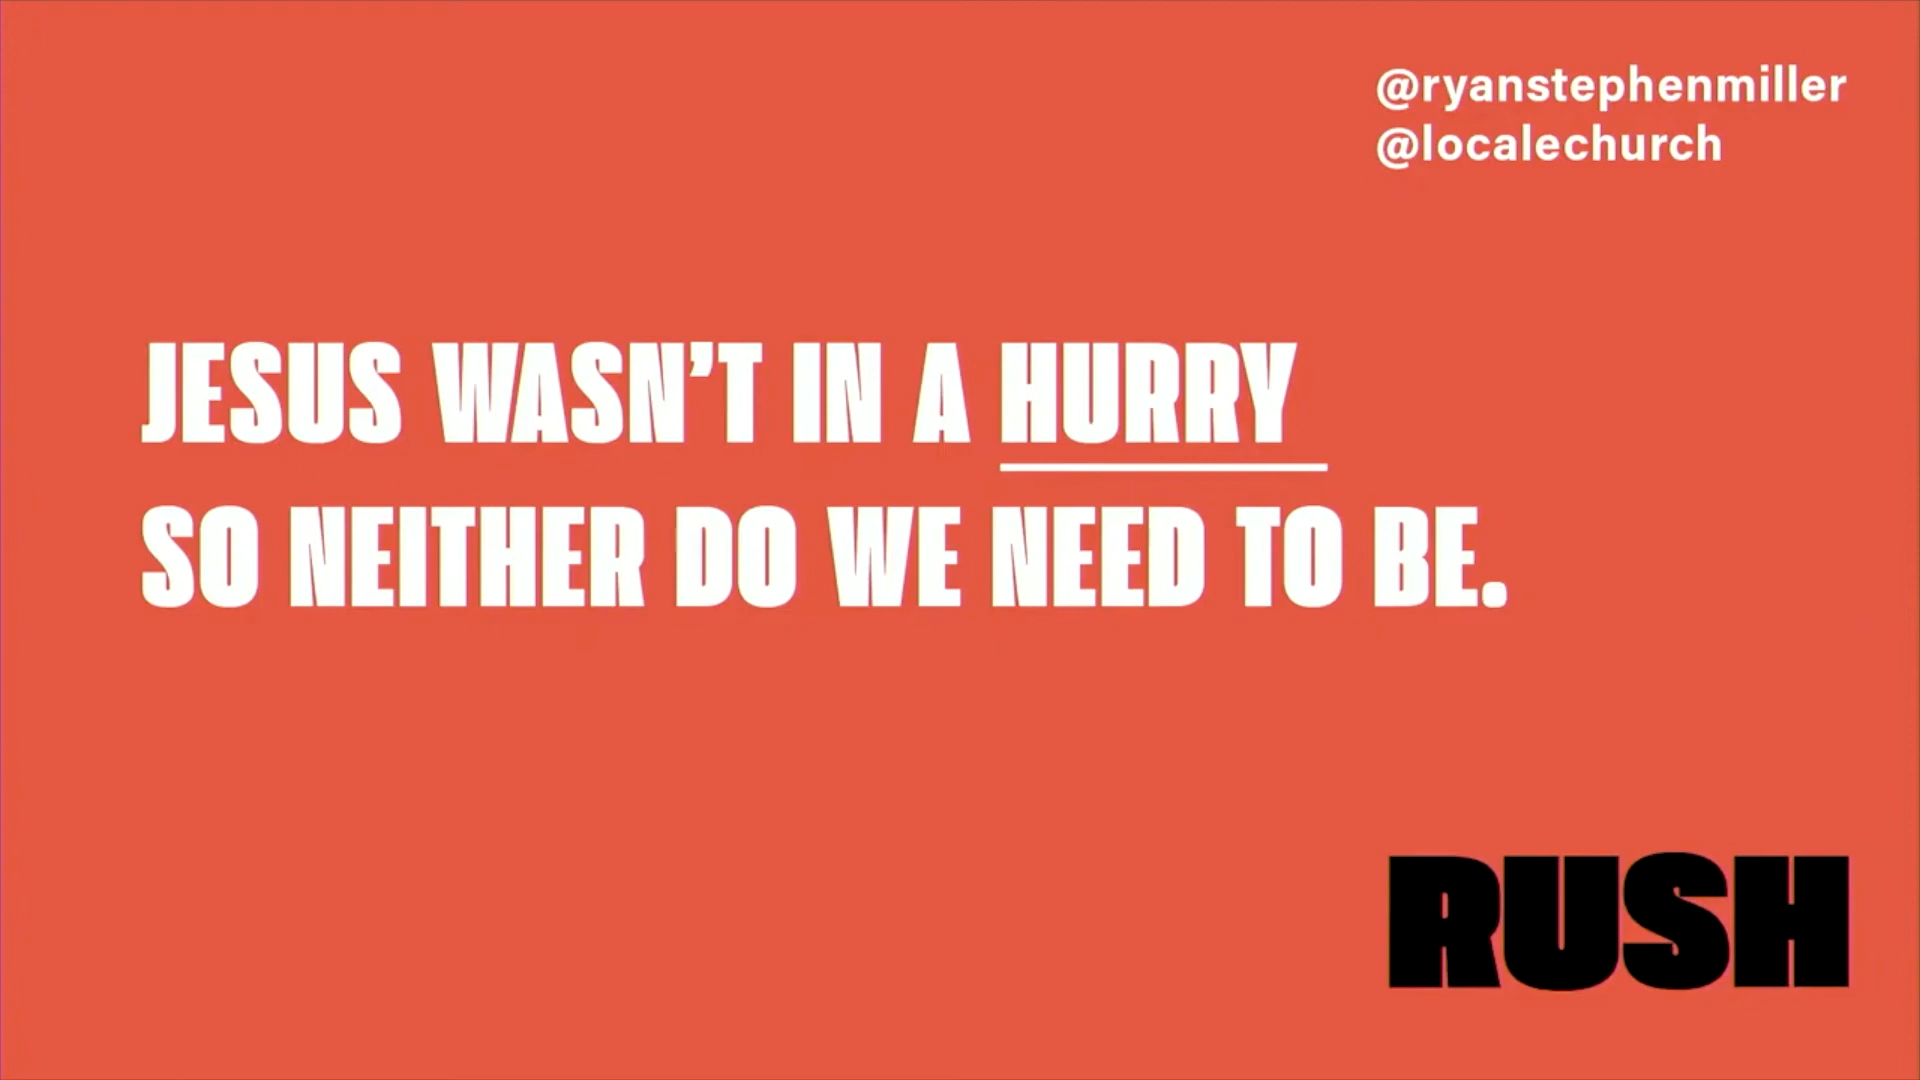 @ryanstephenmiller
@localechurch
JESUS WASN’T IN A HURRY
SO NEITHER DO WE NEED TO BE.
RUSH